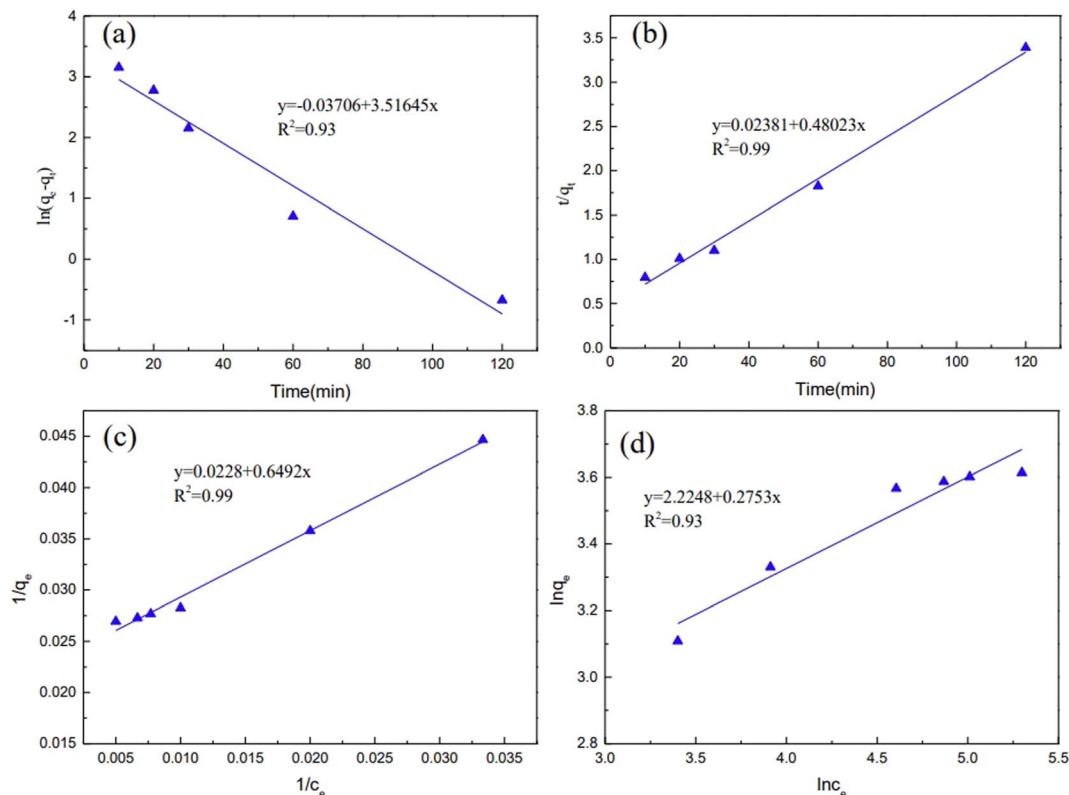 (a)
4
3
2
1
0
-1
ln(qe-qt)
y=-0.03706+3.51645x
R2=0.93
0 20 40 60 80 100 120
Time(min)
(b)
3.5
3.0
2.5
2.0
1.5
1.0
0.5
0.0
t/qt
y=0.02381+0.48023x
R2=0.99
0 20 40 60 80 100 120
Time(min)
(c)
0.045
0.040
0.035
0.030
0.025
0.020
0.015
1/qe
y=0.0228+0.6492x
R2=0.99
0.005 0.010 0.015 0.020 0.025 0.030 0.035
1/ce
(d)
3.8
3.6
3.4
3.2
3.0
2.8
lnqe
y=2.2248+0.2753x
R2=0.93
3.0 3.5 4.0 4.5 5.0 5.5
lnce